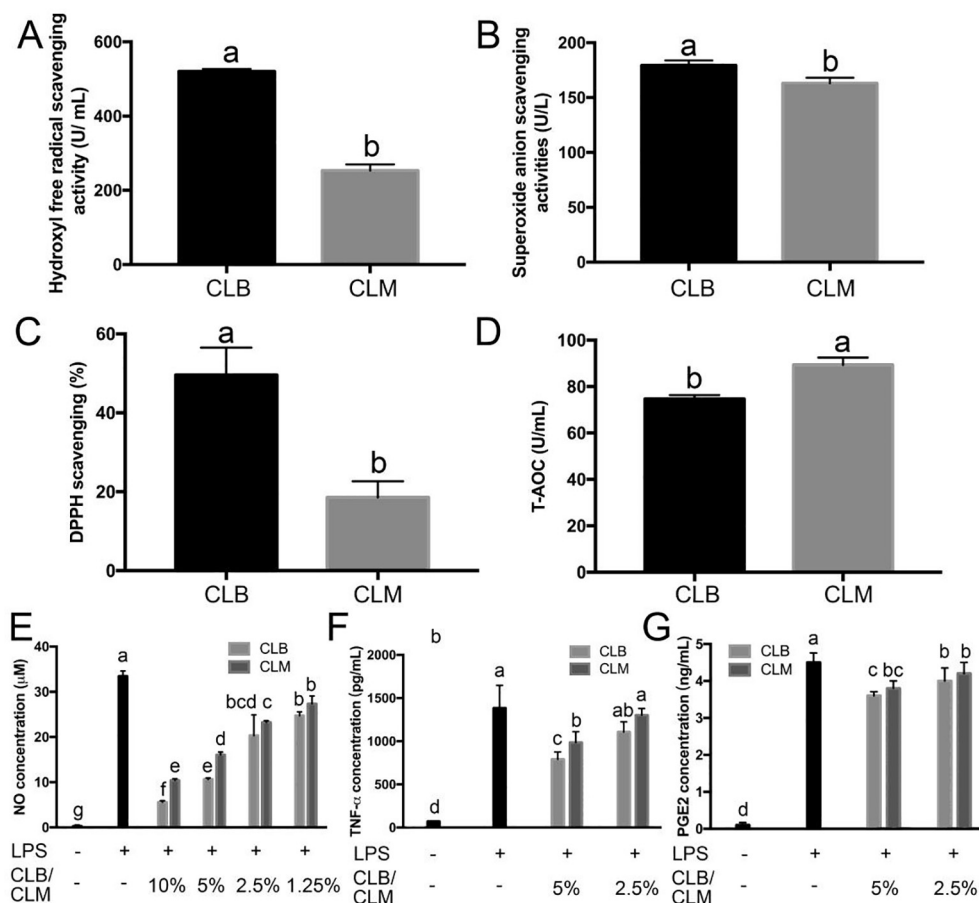 A
Hydroxyl free radical scavenging
activity (U/ mL)
600
400
200
0
a
b
CLB
CLM
B
Superoxide anion scavenging
activities (U/L)
200
150
100
50
0
a
b
CLB
CLM
C
DPPH scavenging (%)
60
40
20
0
a
b
CLB
CLM
D
T-AOC (U/mL)
100
80
60
40
20
0
b
a
CLB
CLM
E
NO concentration (μM)
40
30
20
10
0
CLB
CLM
g
a
f
e
e
d
bcd
c
b
b
LPS
- + + + + +
CLB/
CLM
- - 10% 5% 2.5% 1.25%
F
TNF-α concentration (pg/mL)
2000
1500
1000
500
0
b
CLB
CLM
d
a
c
b
ab
a
- + + +
- - 5% 2.5%
G
PGE2 concentration (ng/mL)
5
4
3
2
1
0
CLB
CLM
d
a
c
bc
b
b
LPS
- + + +
CLB/
CLM
- - 5% 2.5%